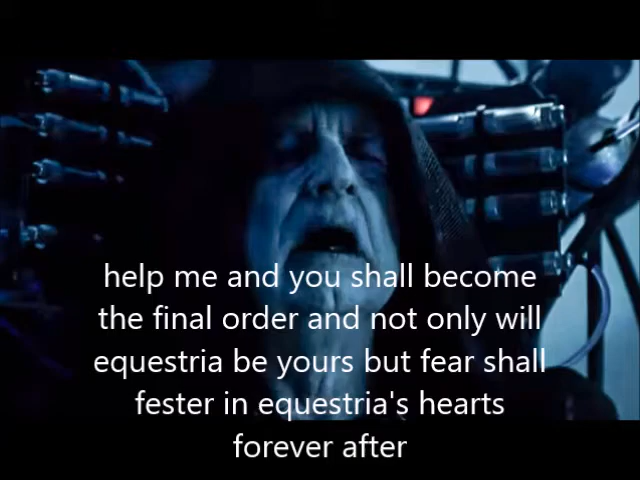 help me and you shall become
the final order and not only will
equestria be yours but fear shall
fester in equestria's hearts
forever after